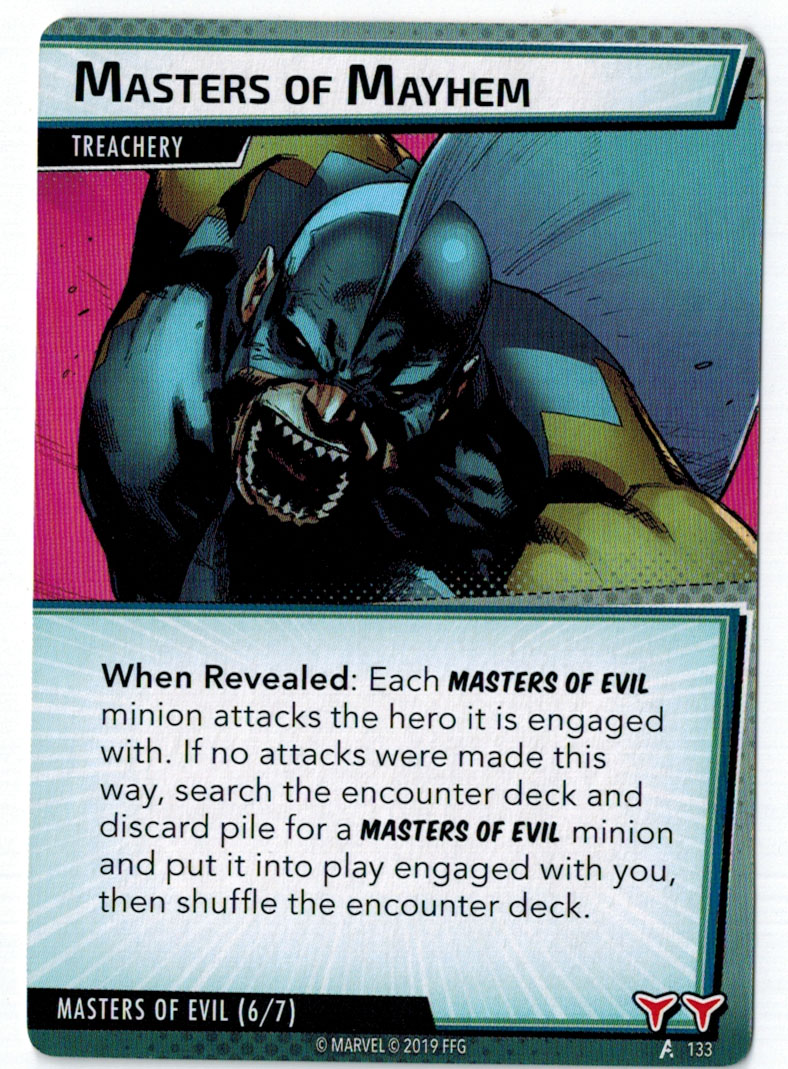 MASTERS OF MAYHEM
TREACHERY
When Revealed: Each MASTERS OF EVIL
minion attacks the hero it is engaged
with. If no attacks were made this
way, search the encounter deck and
discard pile for a MASTERS OF EVIL minion
and put it into play engaged with you,
then shuffle the encounter deck.
MASTERS OF EVIL (6/7)
© MARVEL © 2019 FFG
133